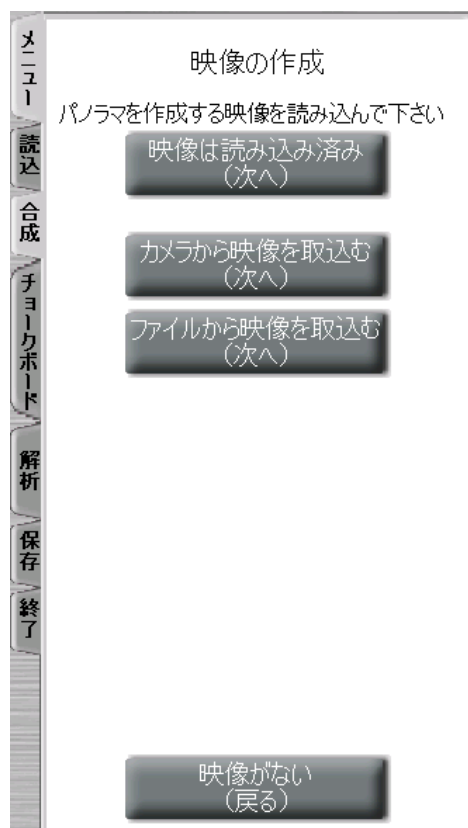 メニュー
読込
合成
チョークボード
解析
保存
終了
映像の作成
パノラマを作成する映像を読み込んで下さい
映像は読み込み済み
(次へ)
カメラから映像を取込む
(次へ)
ファイルから映像を取込む
(次へ)
映像がない
(戻る)